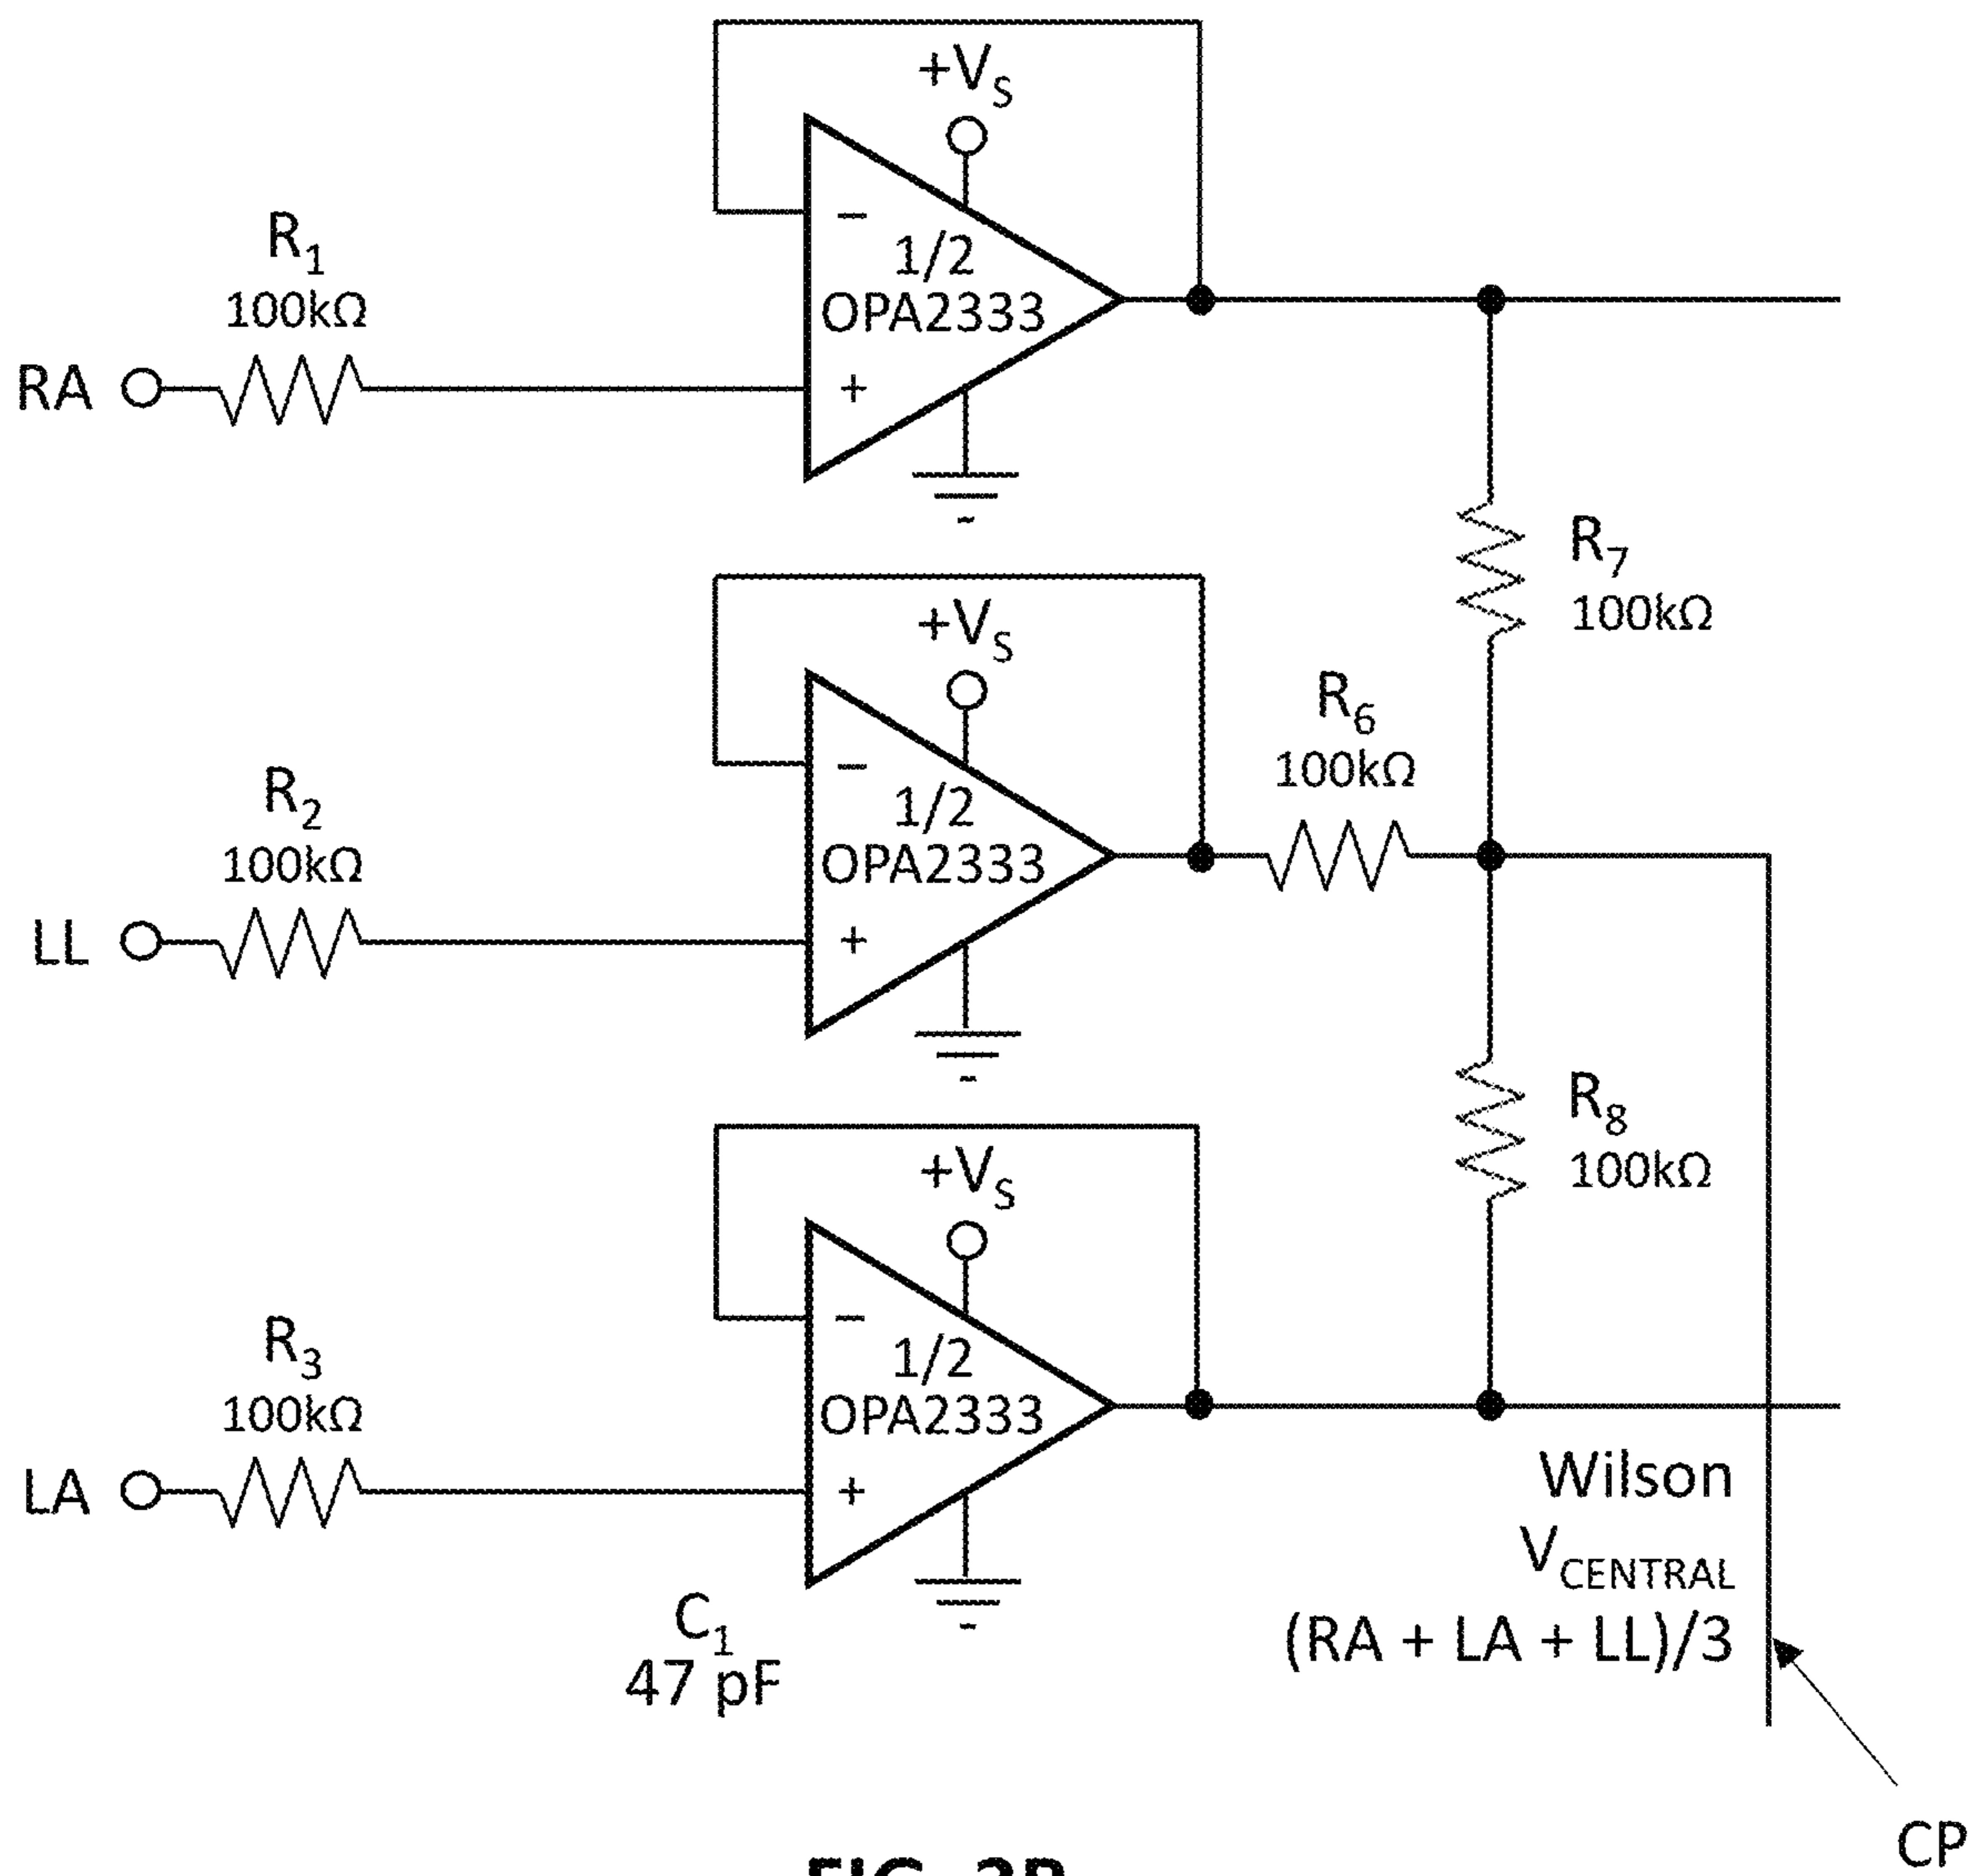 +VS
R1
100kΩ
RA
−
1/2
OPA2333
+
R7
100kΩ
+VS
R6
100kΩ
R2
100kΩ
LL
−
1/2
OPA2333
+
R8
100kΩ
+VS
R3
100kΩ
LA
−
1/2
OPA2333
+
Wilson
VCENTRAL
(RA + LA + LL)/3
C1
47 pF
CP